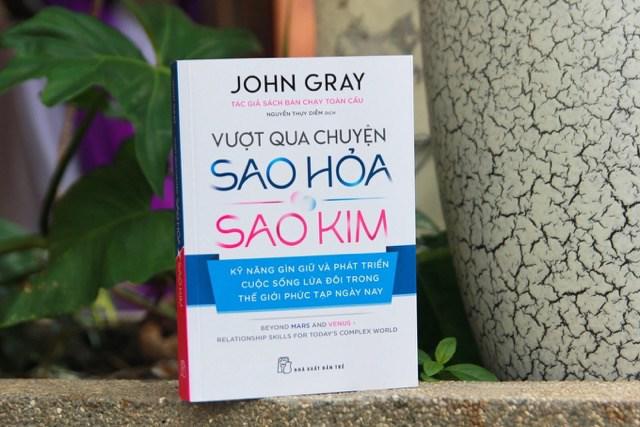 JOHN GRAY
TÁC GIẢ SÁCH BÁN CHẠY TOÀN CẦU
NGUYỄN THỤY DIỄM DỊCH
VƯỢT QUA CHUYỆN
SAO HỎA
SAO KIM
KỸ NĂNG GÌN GIỮ VÀ PHÁT TRIỂN
CUỘC SỐNG LỨA ĐÔI TRONG
THẾ GIỚI PHỨC TẠP NGÀY NAY
BEYOND MARS AND VENUS -
RELATIONSHIP SKILLS FOR TODAY'S COMPLEX WORLD
NHÀ XUẤT BẢN TRẺ